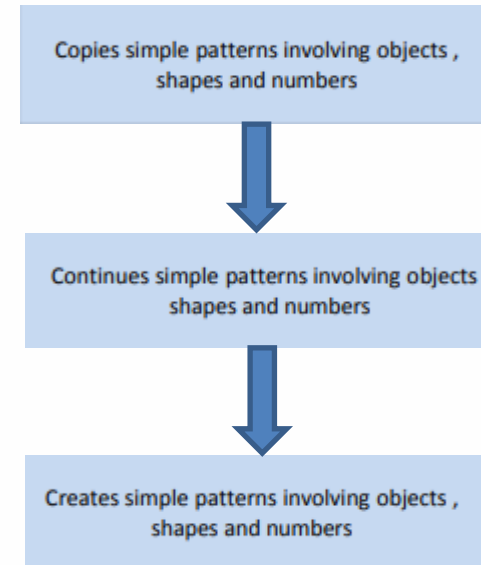 Copies simple patterns involving objects ,
shapes and numbers
Continues simple patterns involving objects
shapes and numbers
Creates simple patterns involving objects ,
shapes and numbers